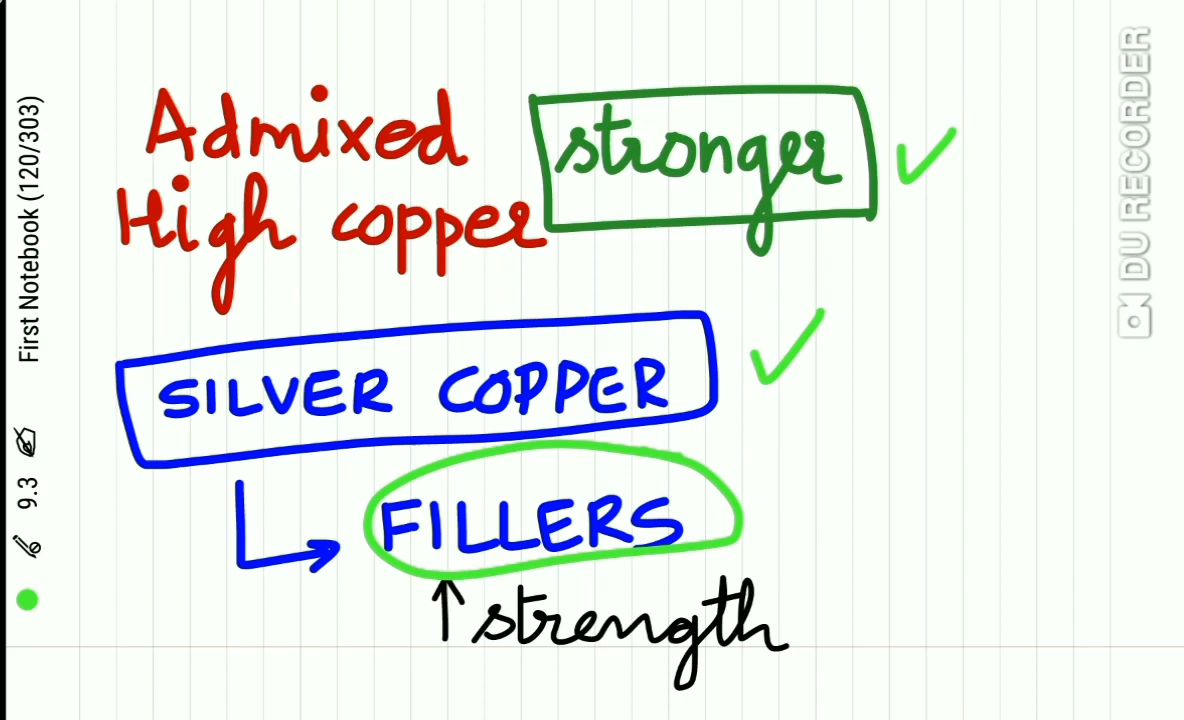 Admixed stronger
High copper
SILVER COPPER
FILLERS
↑ strength
First Notebook (120/303)
9.3
DU RECORDER